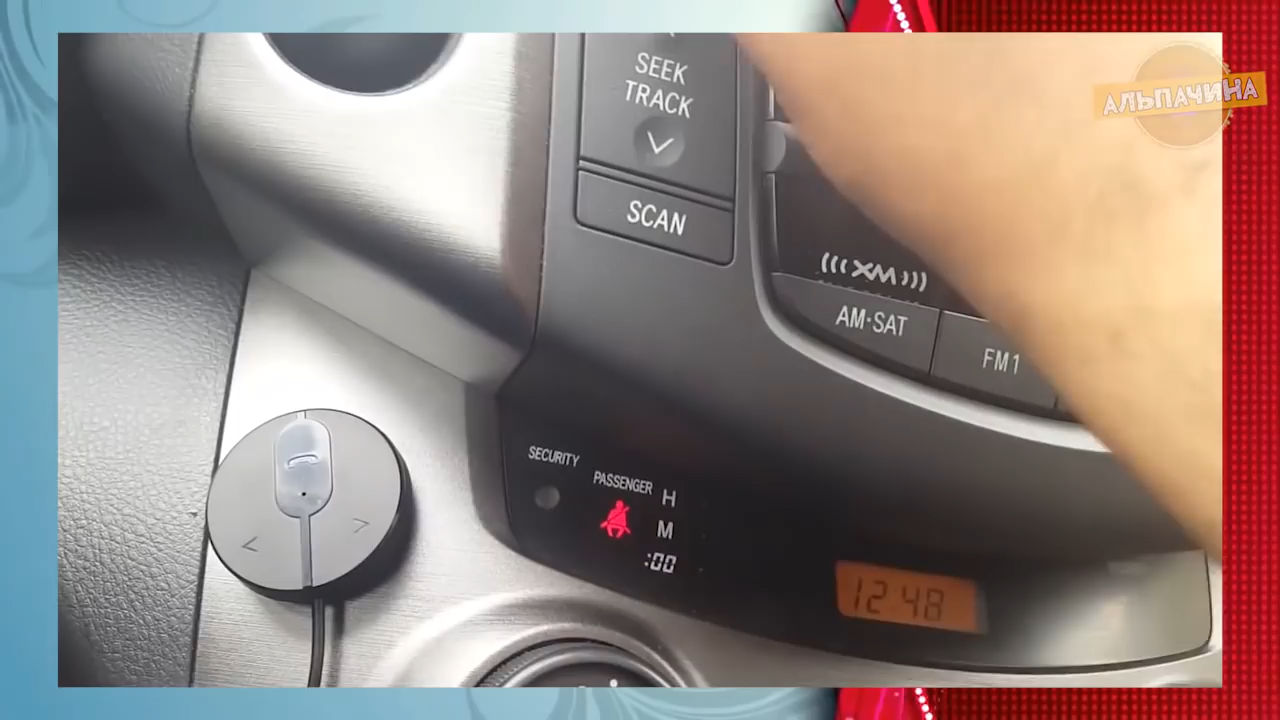 АЛЬПАЧИНА
SEEK
TRACK
SCAN
(((XM)))
AM·SAT
FM1
SECURITY
PASSENGER
H
M
:00
12:48